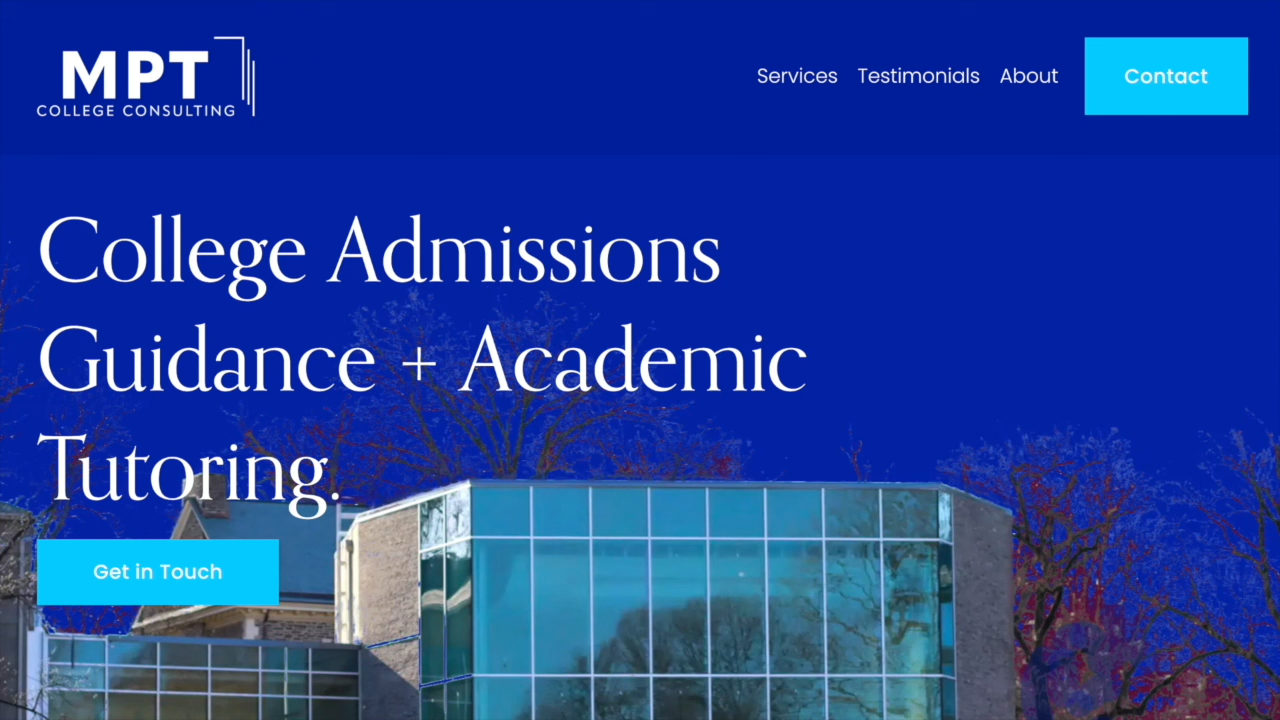 MPT
COLLEGE CONSULTING
Services
Testimonials
About
Contact
College Admissions
Guidance + Academic
Tutoring.
Get in Touch